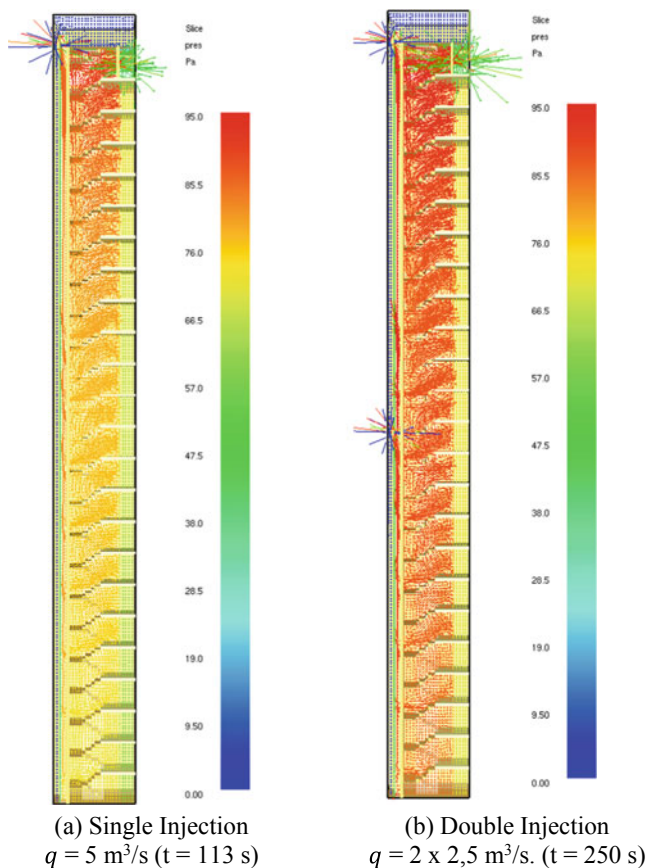 Slice
pres
Pa
95.0
85.5
76.0
66.5
57.0
47.5
38.0
28.5
19.0
9.50
0.00
Slice
pres
Pa
95.0
85.5
76.0
66.5
57.0
47.5
38.0
28.5
19.0
9.50
0.00
(a) Single Injection
q = 5 m³/s (t = 113 s)
(b) Double Injection
q = 2 x 2,5 m³/s. (t = 250 s)